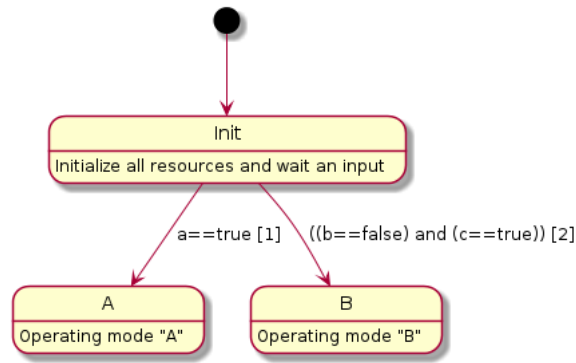 Init
Initialize all resources and wait an input
a==true [1]
((b==false) and (c==true)) [2]
A
Operating mode "A"
B
Operating mode "B"